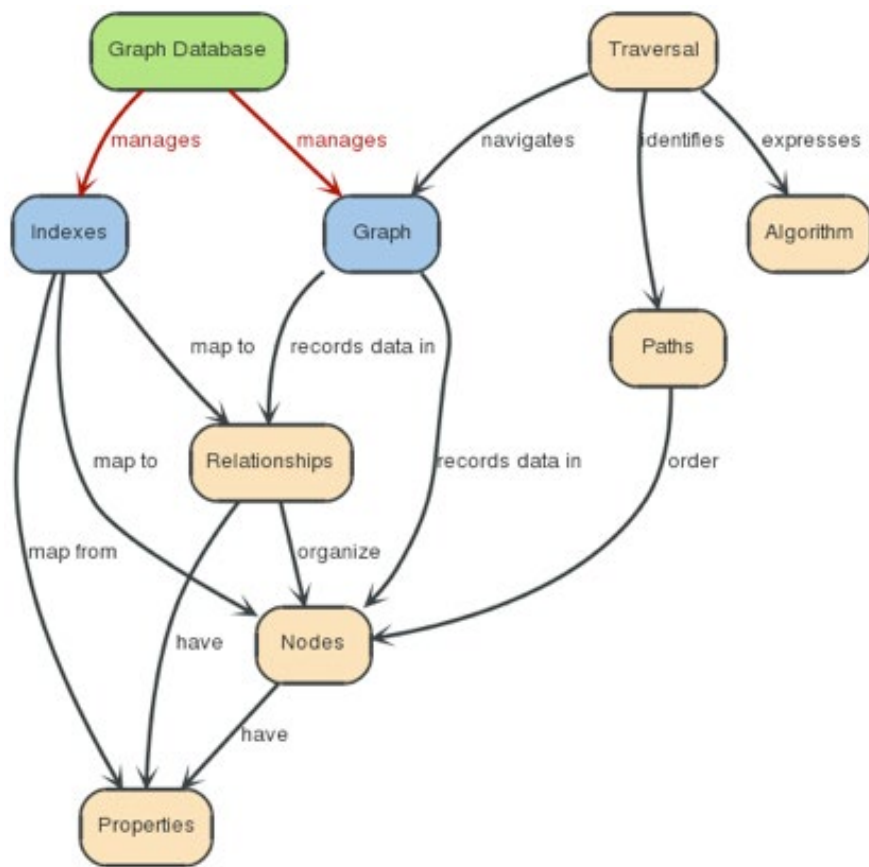 Graph Database
Traversal
manages
manages
navigates
identifies
expresses
Indexes
Graph
Algorithm
map to
records data in
Paths
map to
Relationships
records data in
order
map from
organize
have
Nodes
have
Properties